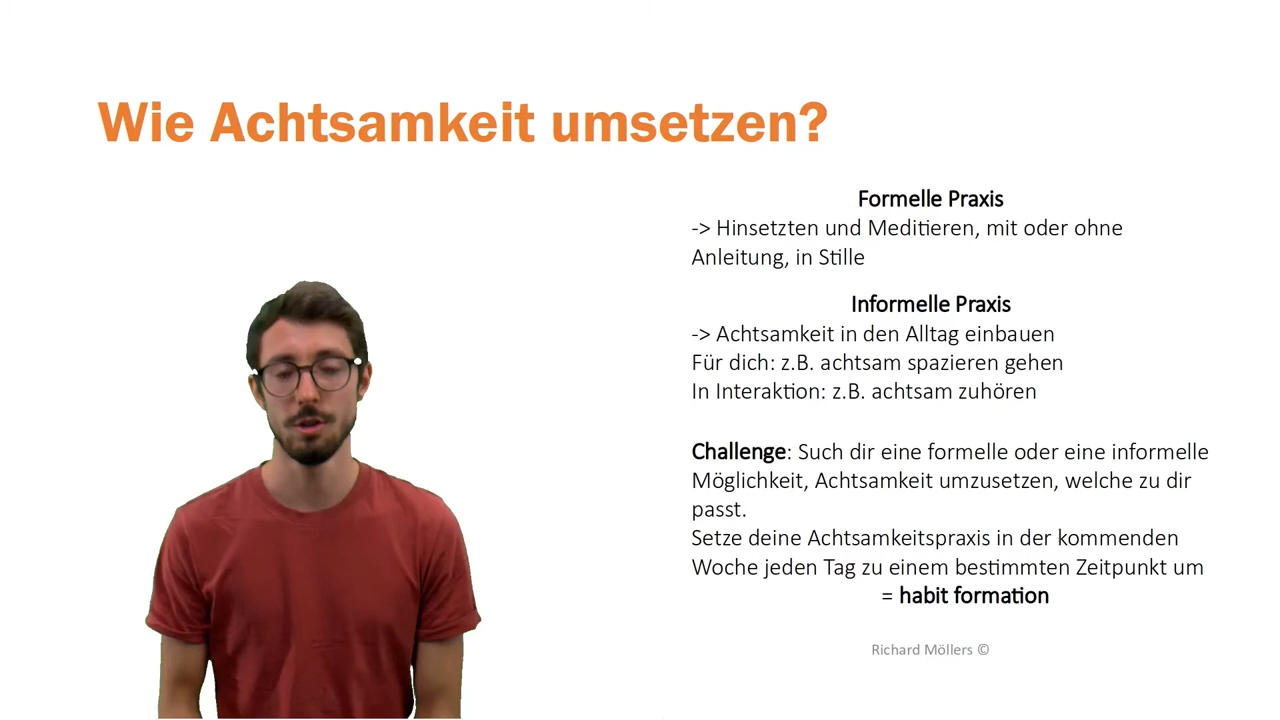 Wie Achtsamkeit umsetzen?
Formelle Praxis
-> Hinsetzten und Meditieren, mit oder ohne
Anleitung, in Stille
Informelle Praxis
-> Achtsamkeit in den Alltag einbauen
Für dich: z.B. achtsam spazieren gehen
In Interaktion: z.B. achtsam zuhören
Challenge: Such dir eine formelle oder eine informelle
Möglichkeit, Achtsamkeit umzusetzen, welche zu dir
passt.
Setze deine Achtsamkeitspraxis in der kommenden
Woche jeden Tag zu einem bestimmten Zeitpunkt um
= habit formation
Richard Möllers ©